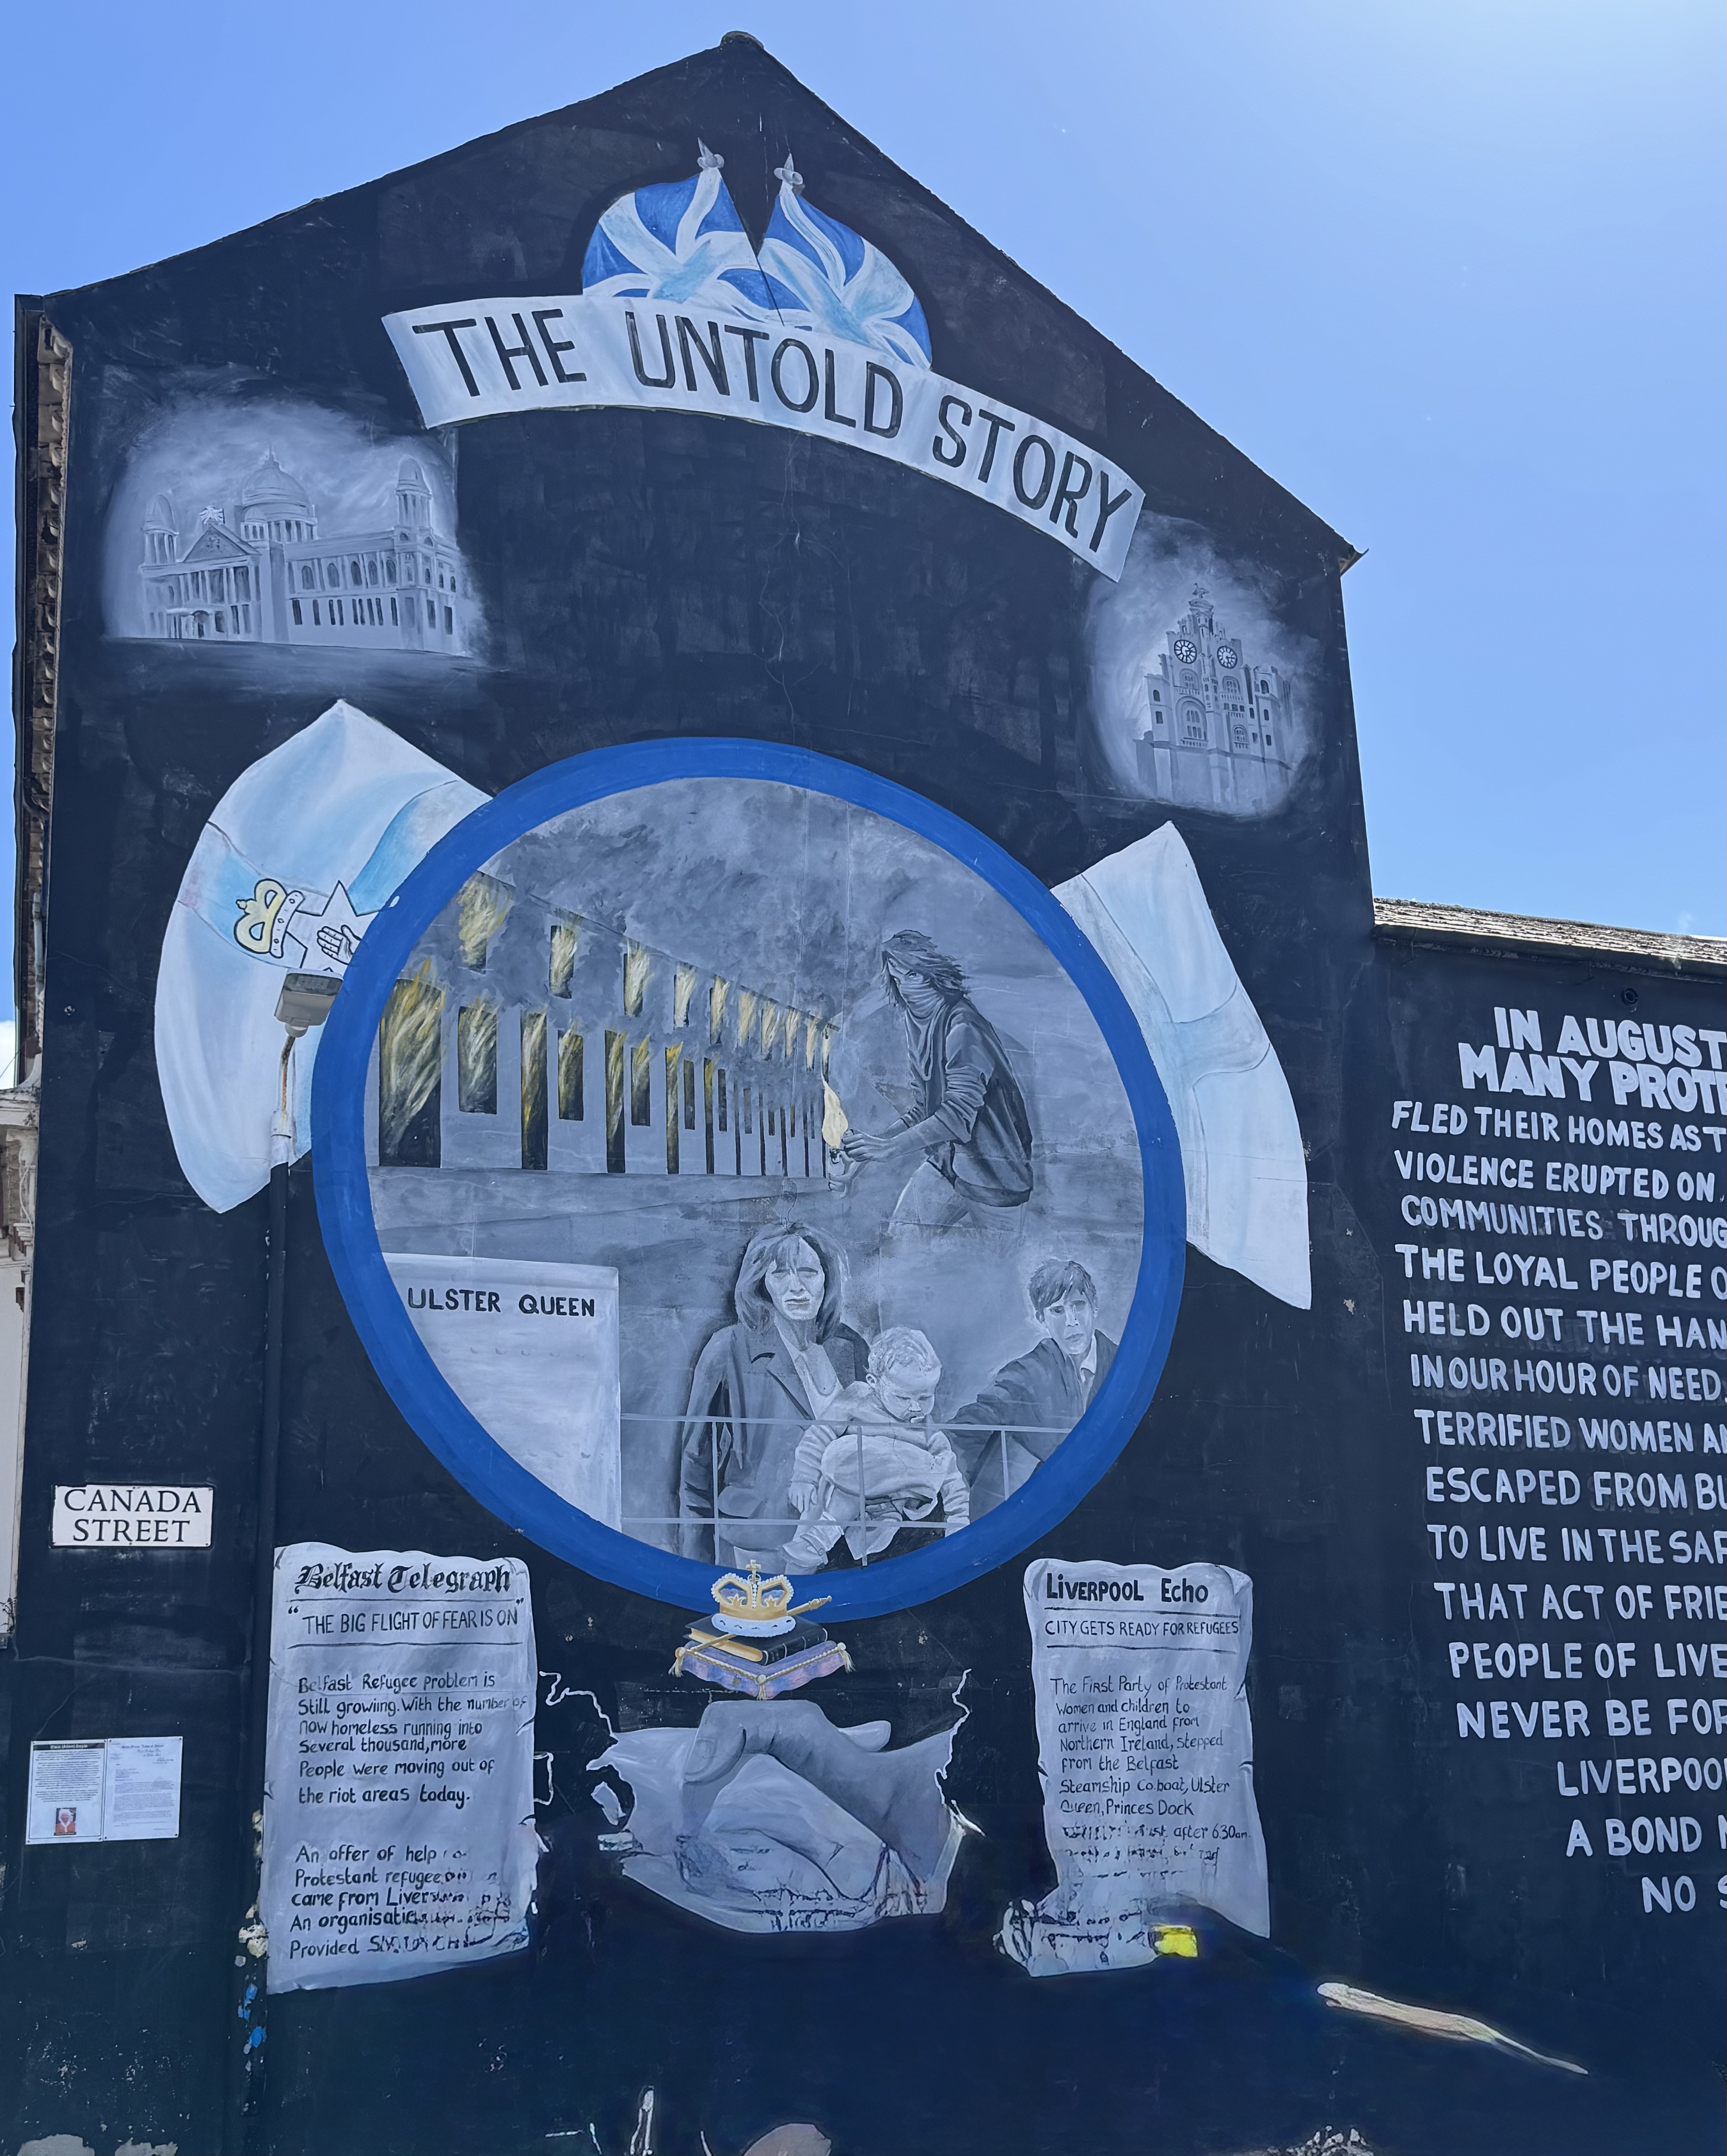 THE UNTOLD STORY
ULSTER QUEEN
CANADA
STREET
Belfast Telegraph
"THE BIG FLIGHT OF FEAR IS ON"
Belfast Refugee problem is
Still growing. With the number of
now homeless running into
Several thousand, more
People were moving out of
the riot areas today.
An offer of help
Protestant refugee
came from
An
Provided
LIVERPOOL Echo
CITY GETS READY FOR REFUGEES
The First Party of Protestant
Women and children to
arrive in England from
Northern Ireland, stepped
from the Belfast
Steamship Co. boat, Ulster
Queen, Princes Dock
after 6.30am
IN AUGUST
MANY PROTE
FLED THEIR HOMES AS T
VIOLENCE ERUPTED ON
COMMUNITIES THROUG
THE LOYAL PEOPLE O
HELD OUT THE HAN
IN OUR HOUR OF NEED
TERRIFIED WOMEN A
ESCAPED FROM BU
TO LIVE IN THE SAF
THAT ACT OF FRIE
PEOPLE OF LIVE
NEVER BE FOR
LIVERPOO
A BOND
NO S